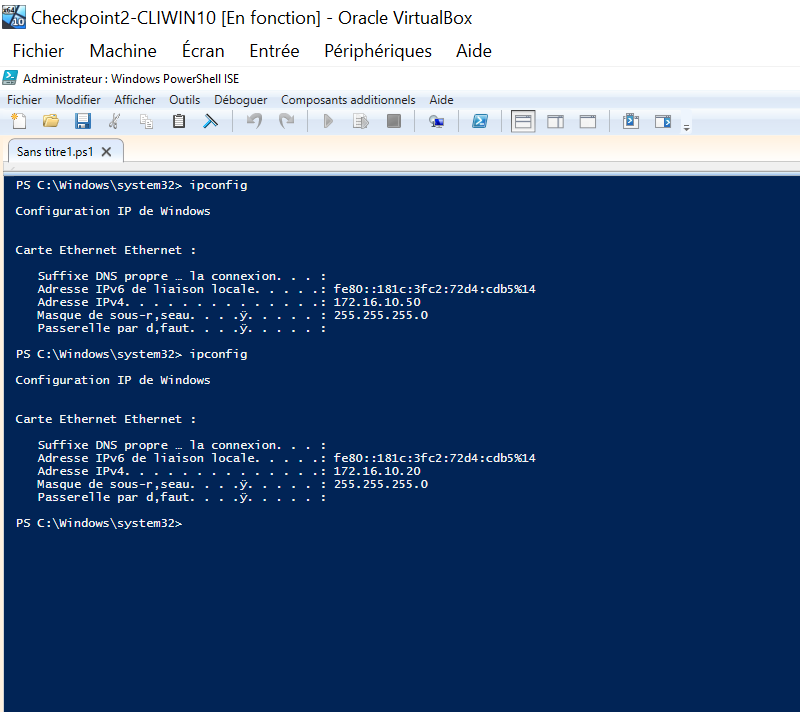 Checkpoint2-CLIWIN10 [En fonction] - Oracle VirtualBox
Fichier Machine Écran Entrée Périphériques Aide
Administrateur : Windows PowerShell ISE
Fichier Modifier Afficher Outils Déboguer Composants additionnels Aide
Sans titre1.ps1 X
PS C:\Windows\system32> ipconfig
Configuration IP de Windows
Carte Ethernet Ethernet :
Suffixe DNS propre … la connexion. . . :
Adresse IPv6 de liaison locale. . . . .: fe80::181c:3fc2:72d4:cdb5%14
Adresse IPv4. . . . . . . . . . . . . .: 172.16.10.50
Masque de sous-r‚seau. . . .ÿ. . . . . : 255.255.255.0
Passerelle par d‚faut. . . .ÿ. . . . . :
PS C:\Windows\system32> ipconfig
Configuration IP de Windows
Carte Ethernet Ethernet :
Suffixe DNS propre … la connexion. . . :
Adresse IPv6 de liaison locale. . . . .: fe80::181c:3fc2:72d4:cdb5%14
Adresse IPv4. . . . . . . . . . . . . .: 172.16.10.20
Masque de sous-r‚seau. . . .ÿ. . . . . : 255.255.255.0
Passerelle par d‚faut. . . .ÿ. . . . . :
PS C:\Windows\system32>